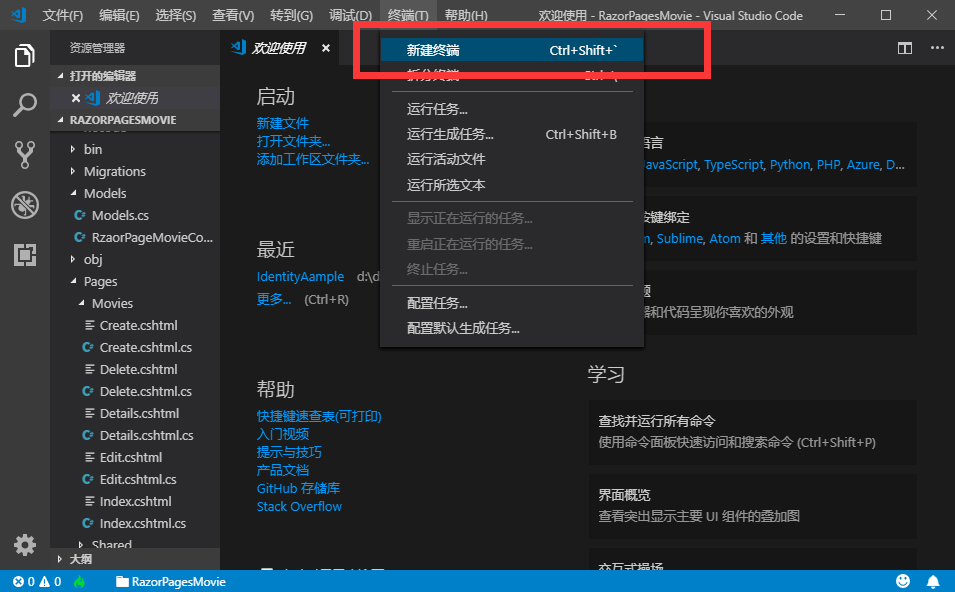 文件(F) 编辑(E) 选择(S) 查看(V) 转到(G) 调试(D) 终端(T) 帮助(H) 欢迎使用 - RazorPagesMovie - Visual Studio Code
资源管理器
打开的编辑器
欢迎使用
RAZORPAGESMOVIE
bin
Migrations
Models
Models.cs
RzaorPageMovieCo...
obj
Pages
Movies
Create.cshtml
Create.cshtml.cs
Delete.cshtml
Delete.cshtml.cs
Details.cshtml
Details.cshtml.cs
Edit.cshtml
Edit.cshtml.cs
Index.cshtml
Index.cshtml.cs
Shared
大纲
欢迎使用
启动
新建文件
打开文件夹...
添加工作区文件夹...
最近
IdentityAample d:\d
更多... (Ctrl+R)
帮助
快捷键速查表(可打印)
入门视频
提示与技巧
产品文档
GitHub 存储库
Stack Overflow
新建终端 Ctrl+Shift+`
拆分终端 Ctrl+\
运行任务...
运行生成任务... Ctrl+Shift+B
运行活动文件
运行所选文本
显示正在运行的任务...
重启正在运行的任务...
终止任务...
配置任务...
配置默认生成任务...
语言
JavaScript, TypeScript, Python, PHP, Azure, D...
按键绑定
m, Sublime, Atom 和 其他 的设置和快捷键
题
器和代码呈现你喜欢的外观
学习
查找并运行所有命令
使用命令面板快速访问和搜索命令 (Ctrl+Shift+P)
界面概览
查看突出显示主要 UI 组件的叠加图
交互式操场
0 0 RazorPagesMovie